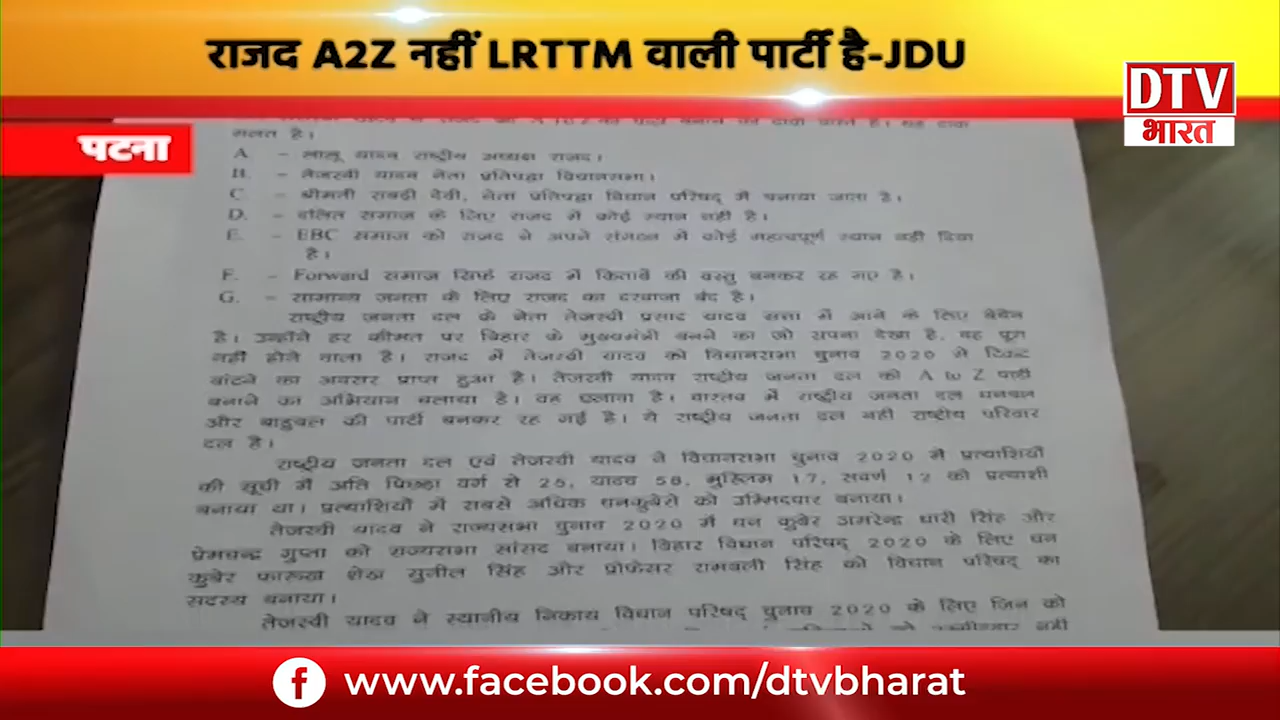 राजद A2Z नहीं LRTTM वाली पार्टी है-JDU
DTV
भारत
पटना
गलत है।
A. – लालू यादव राष्ट्रीय अध्यक्ष राजद।
B. – तेजस्वी यादव नेता प्रतिपक्ष विधानसभा।
C – श्रीमती राबड़ी देवी, नेता प्रतिपक्ष विधान परिषद् में बनाया जाता है।
D. – दलित समाज के लिए राजद में कोई स्थान नहीं है।
E. – EBC समाज को राजद ने अपने संगठन में कोई महत्वपूर्ण स्थान नहीं दिया
है।
F. – Forward समाज सिर्फ राजद में किताबें की वस्तु बनकर रह गए है।
G. – सामान्य जनता के लिए राजद का दरवाजा बंद है।
राष्ट्रीय जनता दल के नेता तेजस्वी प्रसाद यादव सत्ता में आने के लिए बेचैन
है। उन्होंने हर कीमत पर बिहार के मुख्यमंत्री बनने का जो सपना देखा है, वह पूरा
नहीं होने वाला है। राजद में तेजस्वी यादव को विधानसभा चुनाव 2020 में टिकट
बांटने का अवसर प्राप्त हुआ है। तेजस्वी यादव राष्ट्रीय जनता दल को A to Z पार्टी
बनाने का अभियान चलाया है। वह छलावा है। वास्तव में राष्ट्रीय जनता दल धनबल
और बाहुबल की पार्टी बनकर रह गई है। ये राष्ट्रीय जनता दल नहीं राष्ट्रीय परिवार
दल है।
राष्ट्रीय जनता दल एवं तेजस्वी यादव ने विधानसभा चुनाव 2020 में प्रत्याशियों
की सूची में अति पिछड़ा वर्ग से 25, यादव 58, मुस्लिम 17, सवर्ण 12 को प्रत्याशी
बनाया था। प्रत्याशियों में सबसे अधिक धनकुबेरों को उम्मिदवार बनाया।
तेजस्वी यादव ने राज्यसभा चुनाव 2020 में धन कुबेर अमरेन्द्र धारी सिंह और
प्रेमचन्द्र गुप्ता को राज्यसभा सांसद बनाया। बिहार विधान परिषद् 2020 के लिए धन
कुबेर फारूख शेख सुनील सिंह और प्रोफेसर रामबली सिंह को विधान परिषद् का
सदस्य बनाया।
तेजस्वी यादव ने स्थानीय निकाय विधान परिषद् चुनाव 2020 के लिए जिन को
www.facebook.com/dtvbharat